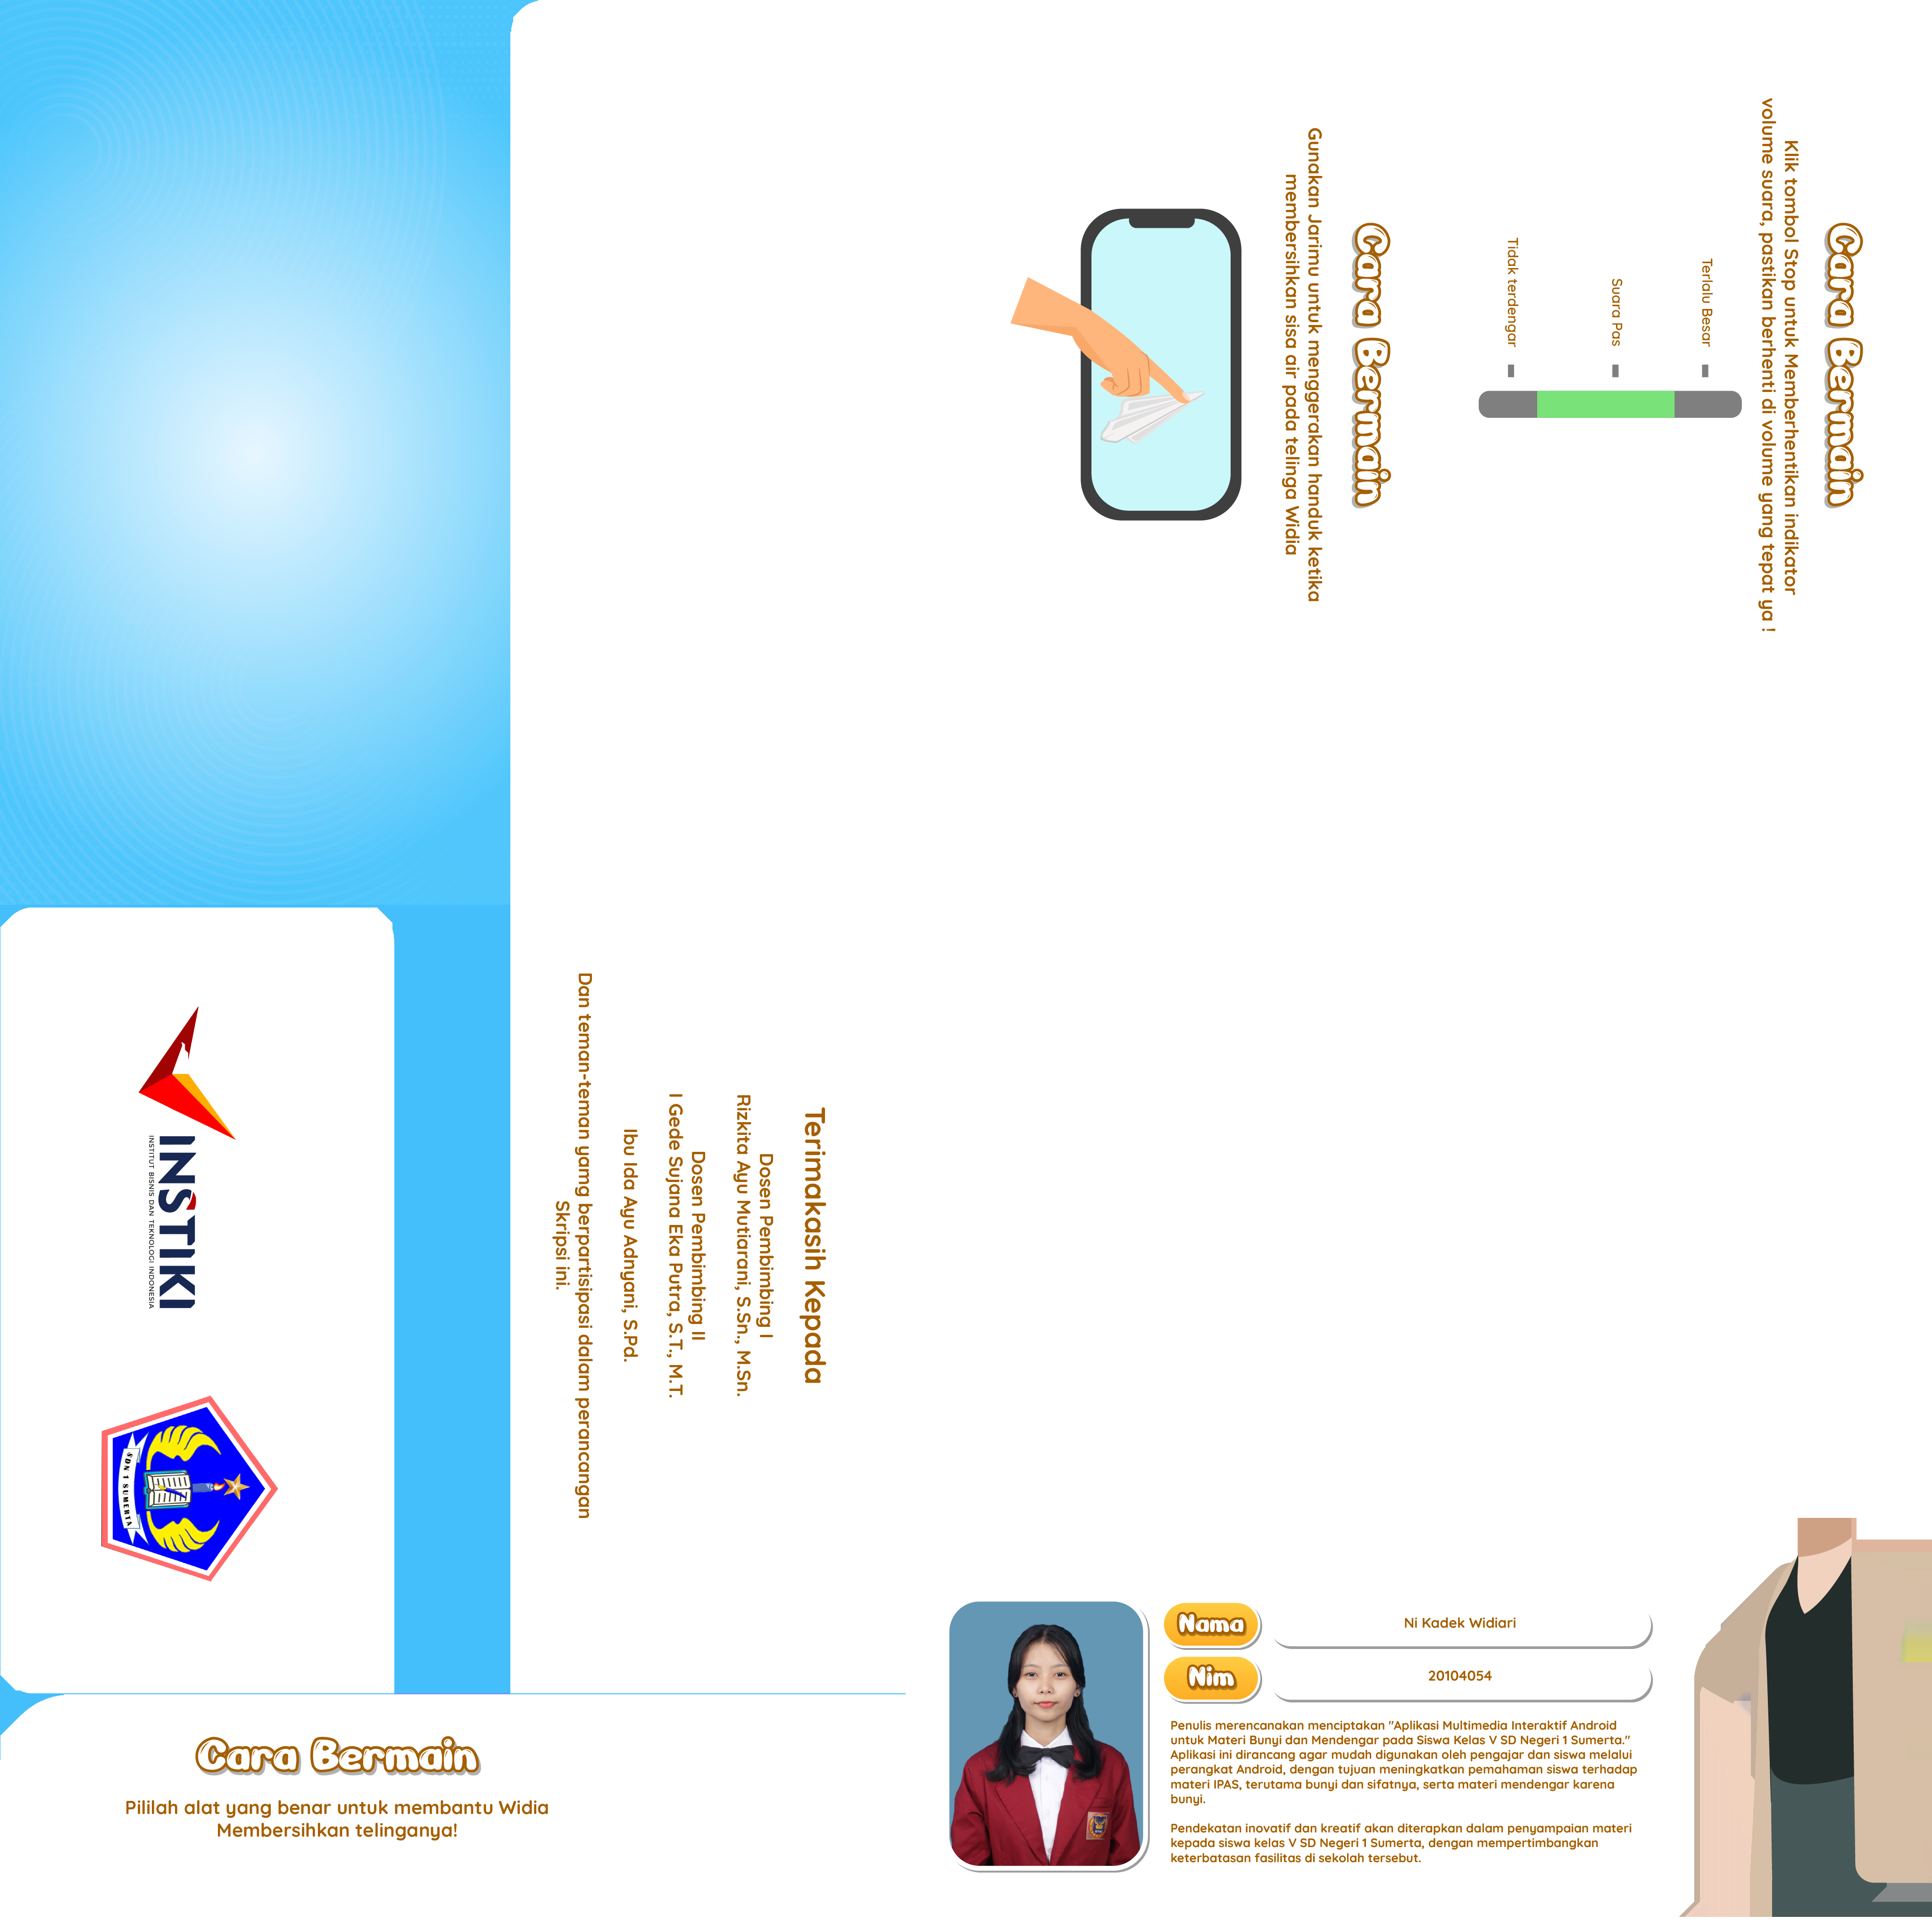 Cara Bermain
Klik tombol Stop untuk Memberhentikan indikator
volume suara, pastikan berhenti di volume yang tepat ya !
Terlalu Besar
Suara Pas
Tidak terdengar
Cara Bermain
Gunakan Jarimu untuk menggerakan handuk ketika
membersihkan sisa air pada telinga Widia
Terimakasih Kepada
Dosen Pembimbing I
Rizkita Ayu Mutiarani, S.Sn., M.Sn.
Dosen Pembimbing II
I Gede Sujana Eka Putra, S.T., M.T.
Ibu Ida Ayu Adnyani, S.Pd.
Dan teman-teman yamg berpartisipasi dalam perancangan
Skripsi ini.
INSTIKI
INSTITUT BISNIS DAN TEKNOLOGI INDONESIA
SDN 1 SUMERTA
Cara Bermain
Pililah alat yang benar untuk membantu Widia
Membersihkan telinganya!
Nama
Ni Kadek Widiari
Nim
20104054
Penulis merencanakan menciptakan "Aplikasi Multimedia Interaktif Android
untuk Materi Bunyi dan Mendengar pada Siswa Kelas V SD Negeri 1 Sumerta."
Aplikasi ini dirancang agar mudah digunakan oleh pengajar dan siswa melalui
perangkat Android, dengan tujuan meningkatkan pemahaman siswa terhadap
materi IPAS, terutama bunyi dan sifatnya, serta materi mendengar karena
bunyi.
Pendekatan inovatif dan kreatif akan diterapkan dalam penyampaian materi
kepada siswa kelas V SD Negeri 1 Sumerta, dengan mempertimbangkan
keterbatasan fasilitas di sekolah tersebut.